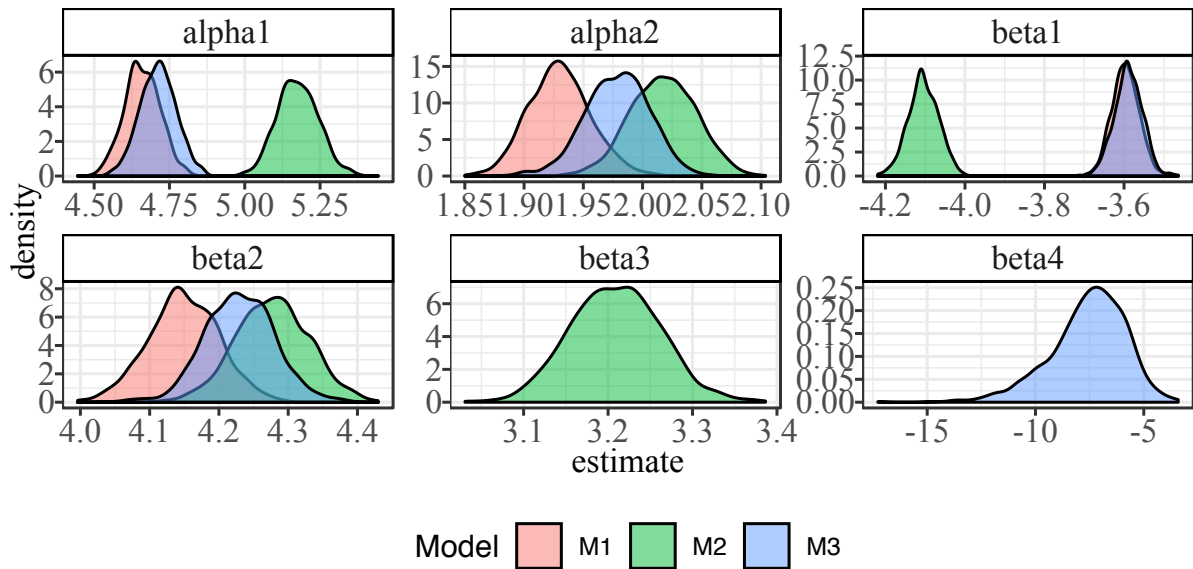 alpha1
alpha2
beta1
6
4
2
0
15
10
5
0
12.5
10.0
7.5
5.0
2.5
0.0
4.50 4.75 5.00 5.25
1.85 1.90 1.95 2.00 2.05 2.10
-4.2 -4.0 -3.8 -3.6
density
beta2
beta3
beta4
8
6
4
2
0
6
4
2
0
0.25
0.20
0.15
0.10
0.05
0.00
4.0 4.1 4.2 4.3 4.4
3.1 3.2 3.3 3.4
-15 -10 -5
estimate
Model M1 M2 M3